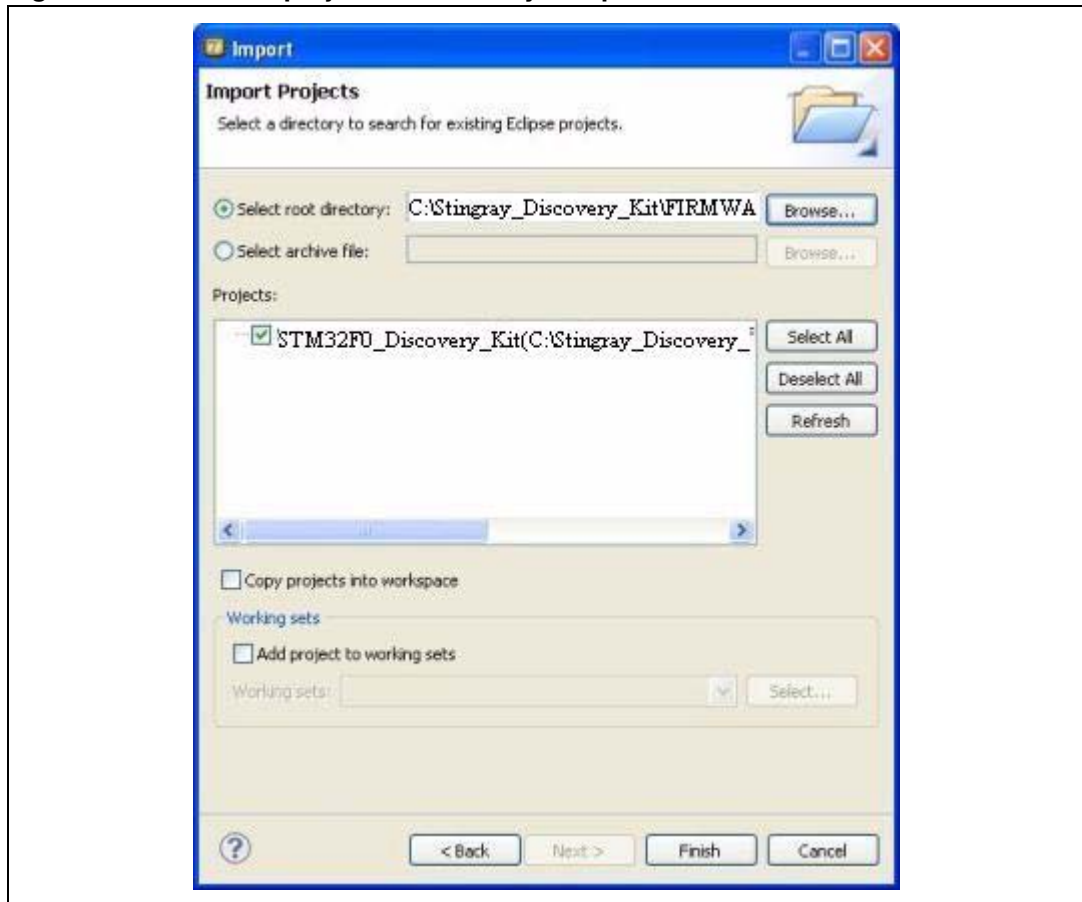 Import
Import Projects
Select a directory to search for existing Eclipse projects.
Select root directory: C:\Stingray_Discovery_Kit\FIRMWA Browse...
Select archive file: Browse...
Projects:
STM32F0_Discovery_Kit(C:\Stingray_Discovery_ Select All
Deselect All
Refresh
Copy projects into workspace
Working sets
Add project to working sets
Working sets: Select...
? < Back Next > Finish Cancel